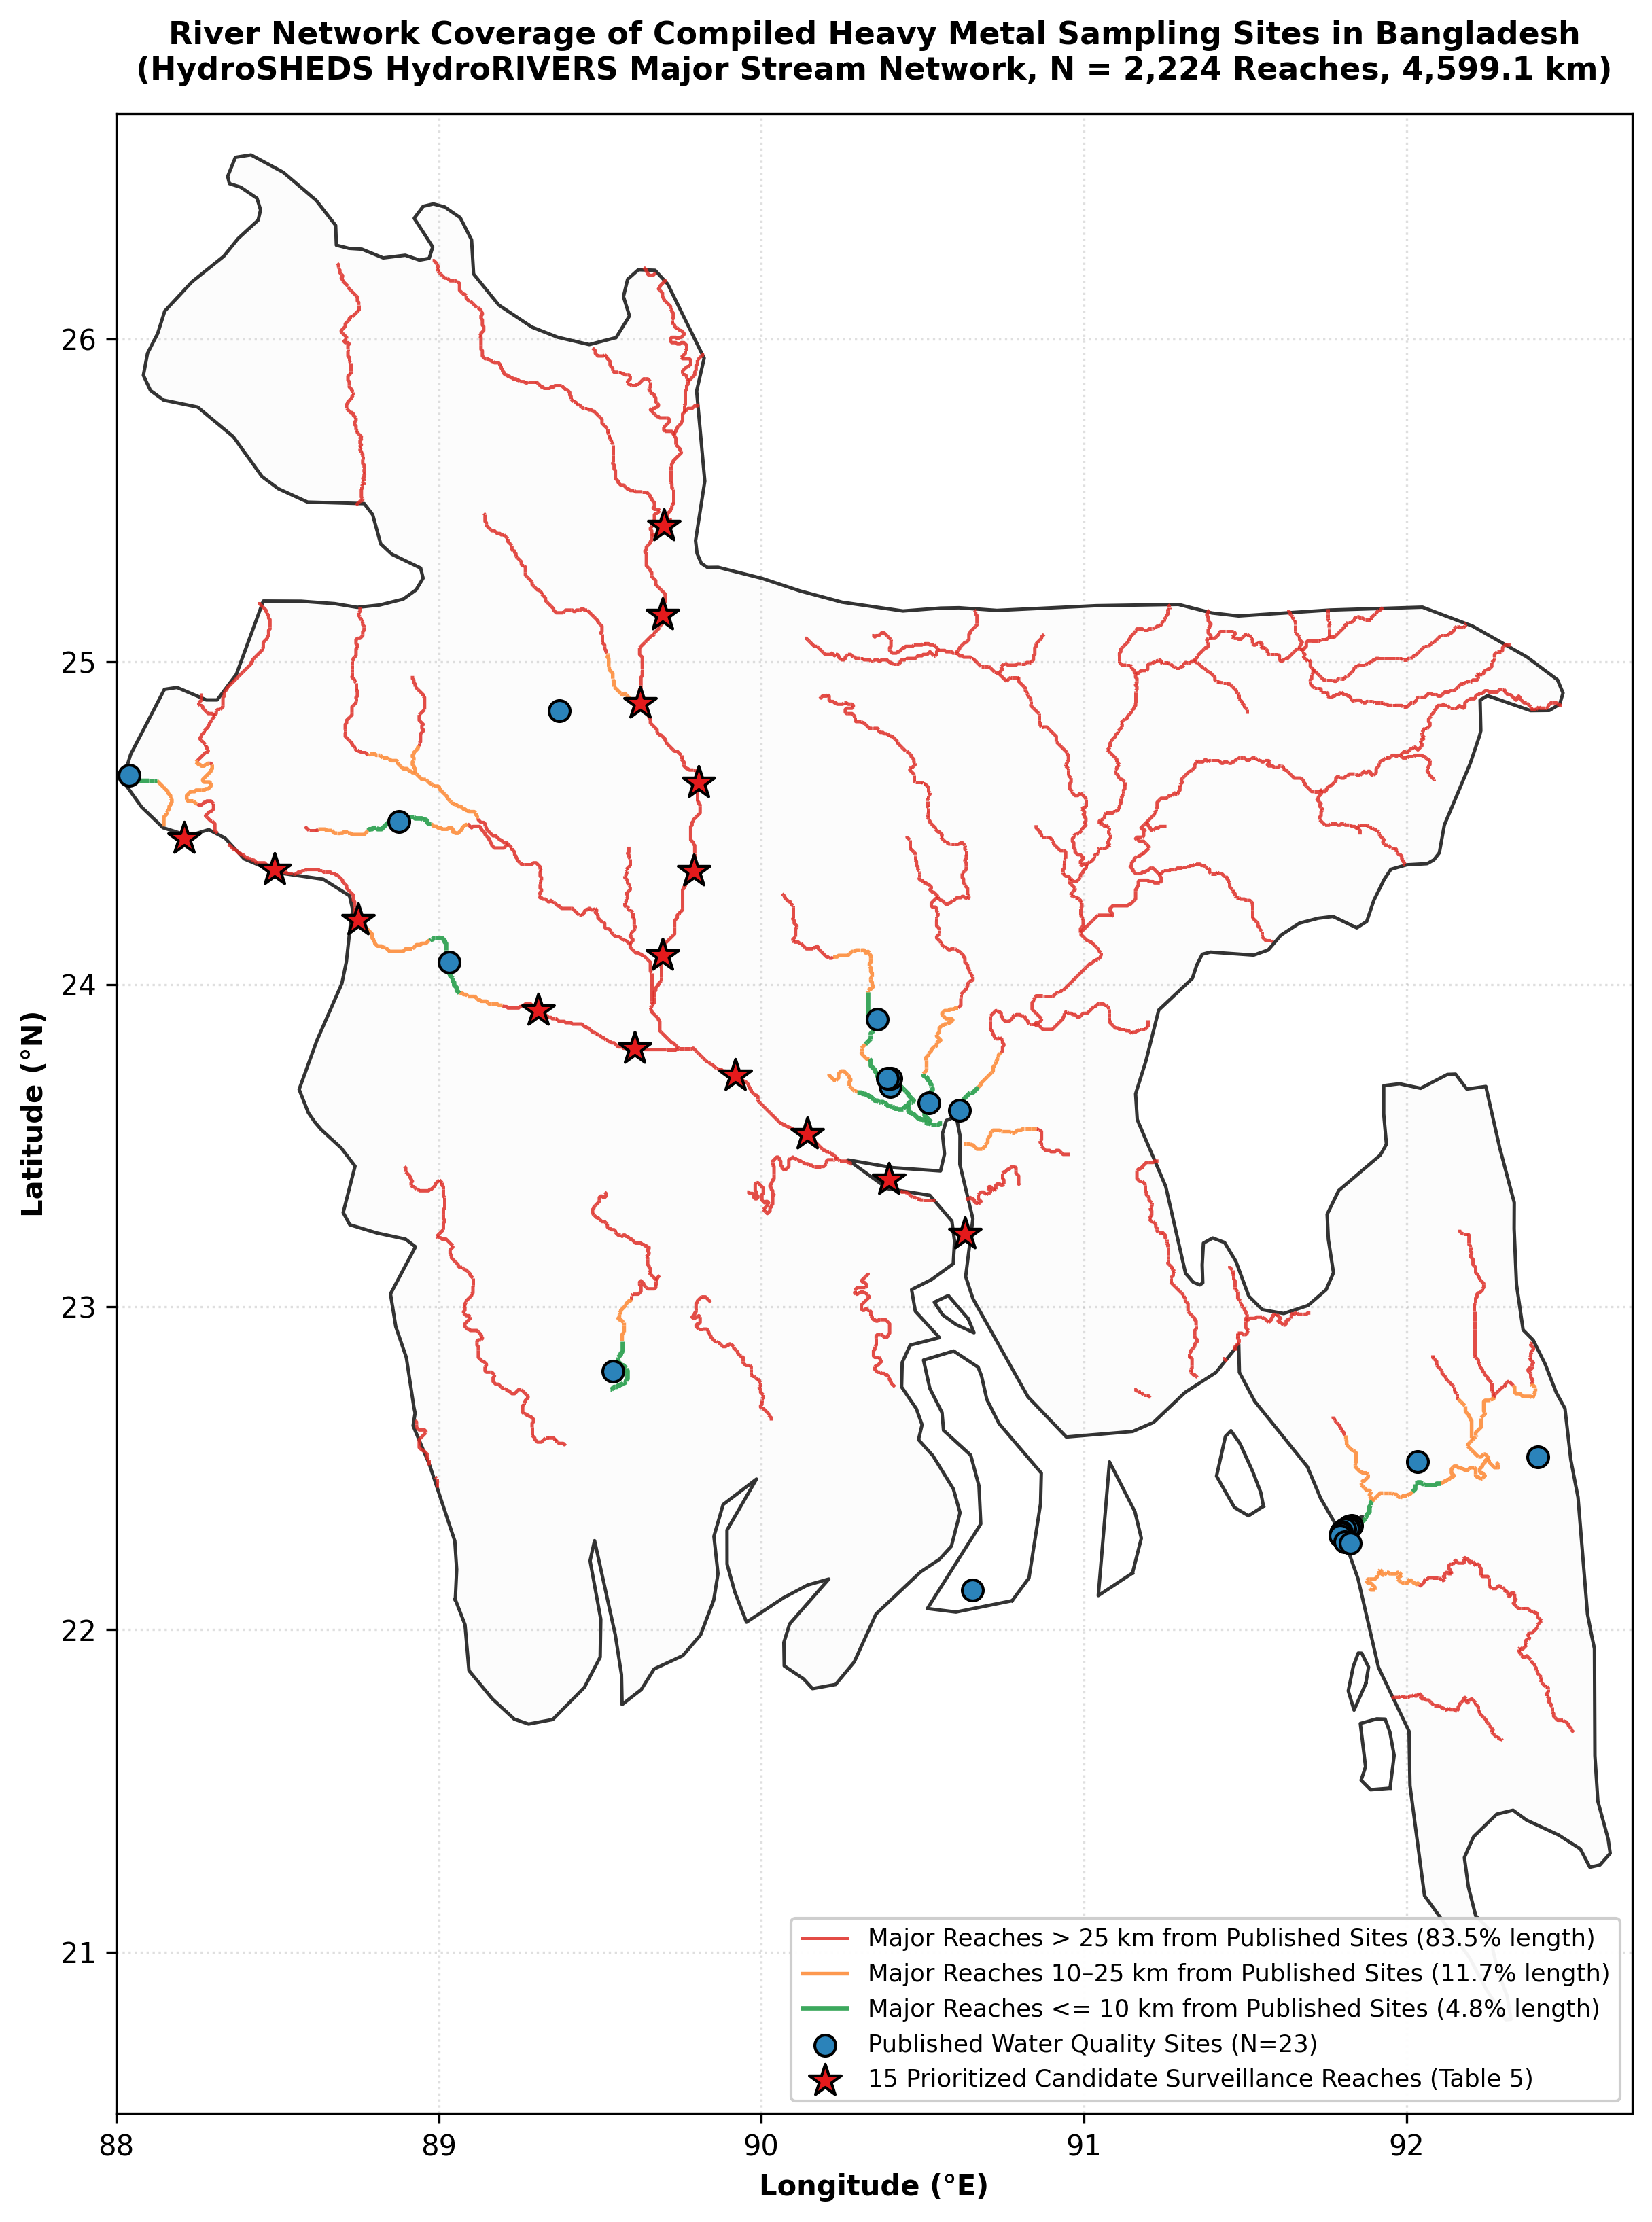 River Network Coverage of Compiled Heavy Metal Sampling Sites in Bangladesh
(HydroSHEDS HydroRIVERS Major Stream Network, N = 2,224 Reaches, 4,599.1 km)
26
25
24
23
22
21
Latitude (°N)
Major Reaches > 25 km from Published Sites (83.5% length)
Major Reaches 10–25 km from Published Sites (11.7% length)
Major Reaches <= 10 km from Published Sites (4.8% length)
Published Water Quality Sites (N=23)
15 Prioritized Candidate Surveillance Reaches (Table 5)
88 89 90 91 92
Longitude (°E)